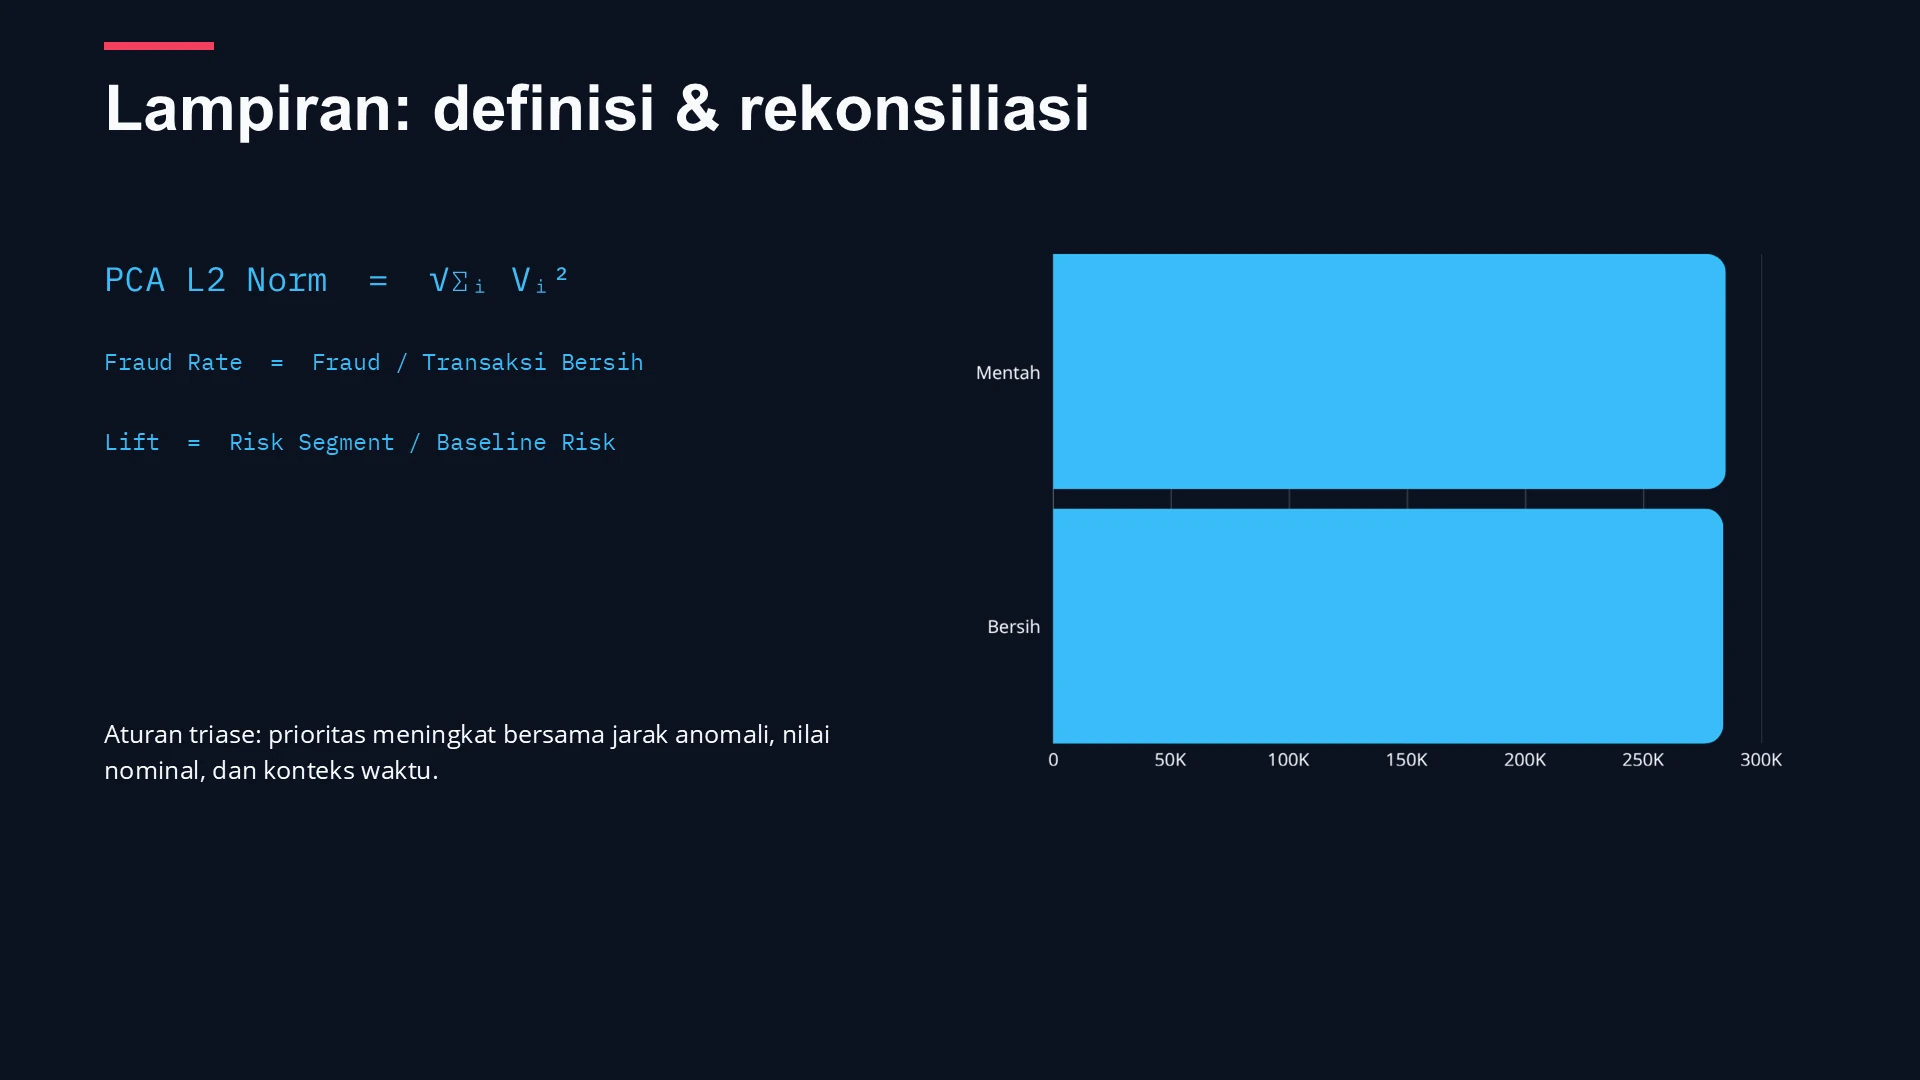 Lampiran: definisi & rekonsiliasi
PCA L2 Norm = √∑ᵢ Vᵢ²
Fraud Rate = Fraud / Transaksi Bersih
Lift = Risk Segment / Baseline Risk
Aturan triase: prioritas meningkat bersama jarak anomali, nilai
nominal, dan konteks waktu.
Mentah
Bersih
0 50K 100K 150K 200K 250K 300K